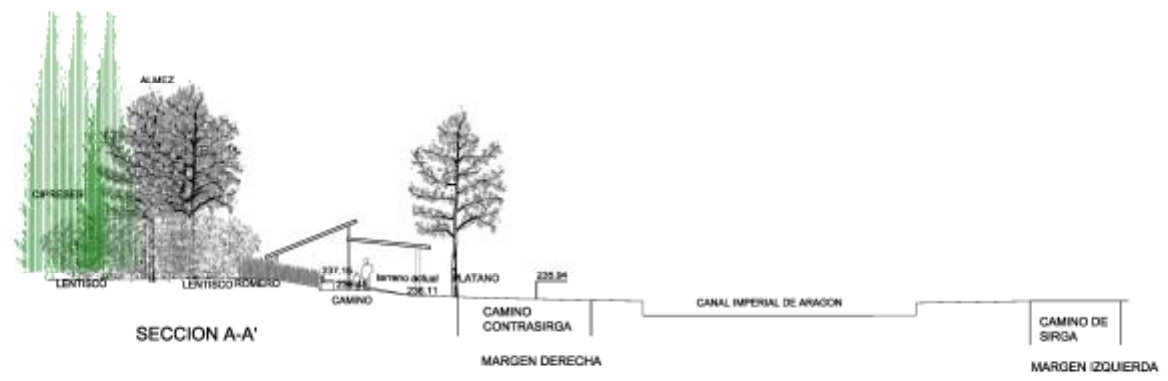 ALMEZ
CIPRESES
LENTISCO
LENTISCO ROMERO
237.15
CAMINO
terreno actual
236.11
PLATANO
235.94
CAMINO
CONTRASIRGA
MARGEN DERECHA
CANAL IMPERIAL DE ARAGON
CAMINO DE
SIRGA
MARGEN IZQUIERDA
SECCION A-A'